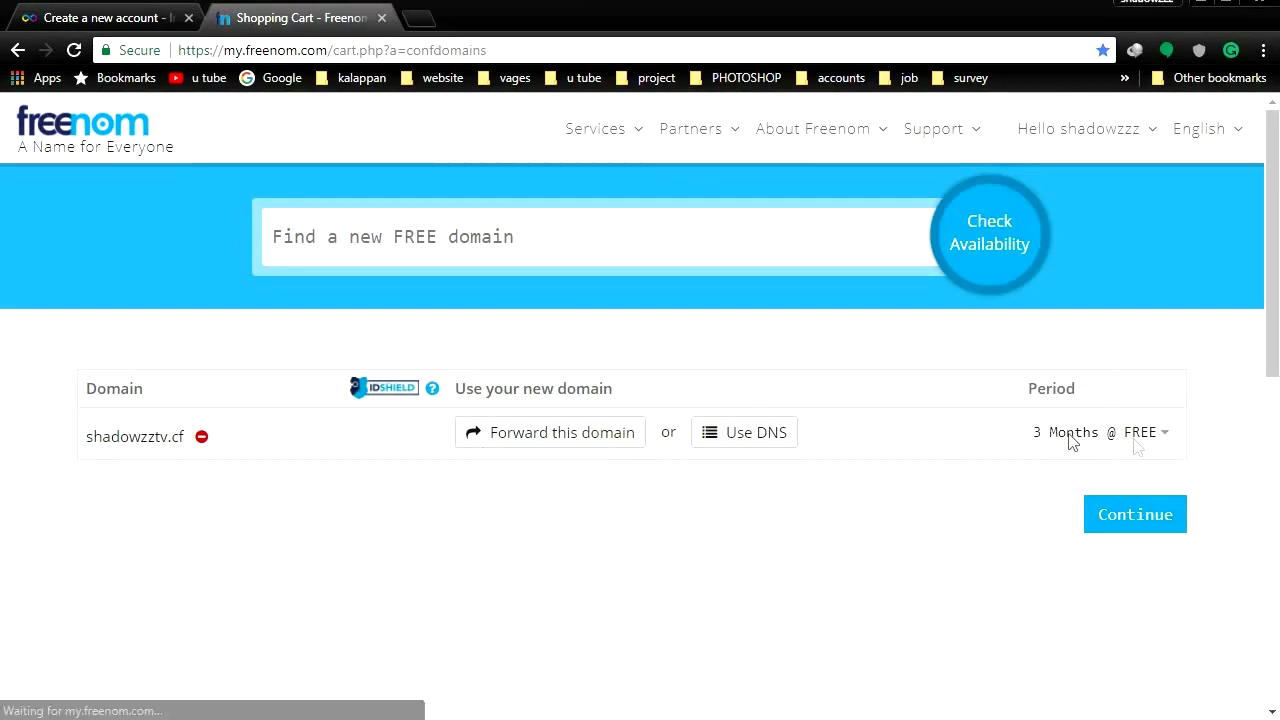 shadowzzz
Create a new account - I
Shopping Cart - Freenom
Secure
https://my.freenom.com/cart.php?a=confdomains
Apps Bookmarks u tube Google kalappan website vages u tube project PHOTOSHOP accounts job survey » Other bookmarks
freenom
A Name for Everyone
Services Partners About Freenom Support Hello shadowzzz English
Find a new FREE domain
Check
Availability
Domain IDSHIELD ? Use your new domain Period
shadowzztv.cf Forward this domain or Use DNS 3 Months @ FREE
Continue
Waiting for my.freenom.com...